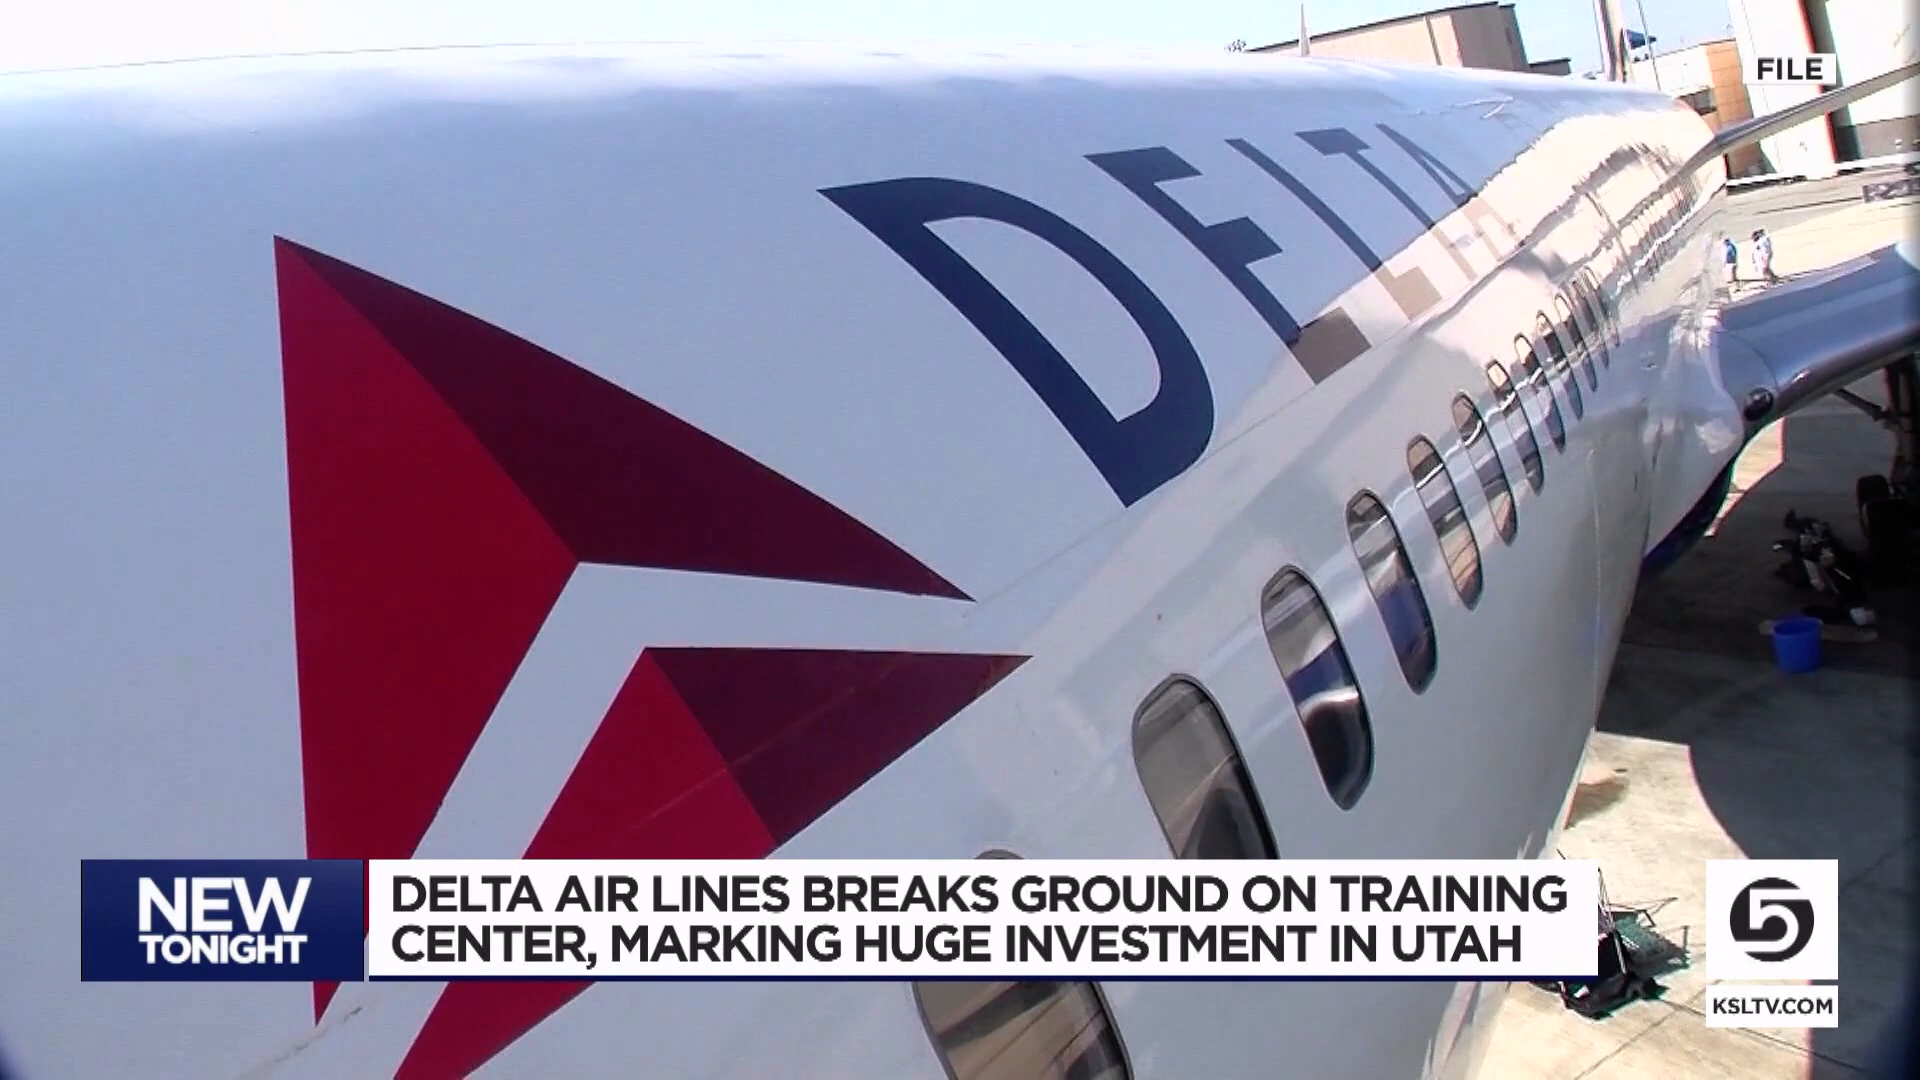 FILE
DELTA
NEW
TONIGHT
DELTA AIR LINES BREAKS GROUND ON TRAINING
CENTER, MARKING HUGE INVESTMENT IN UTAH
5
KSLTV.COM